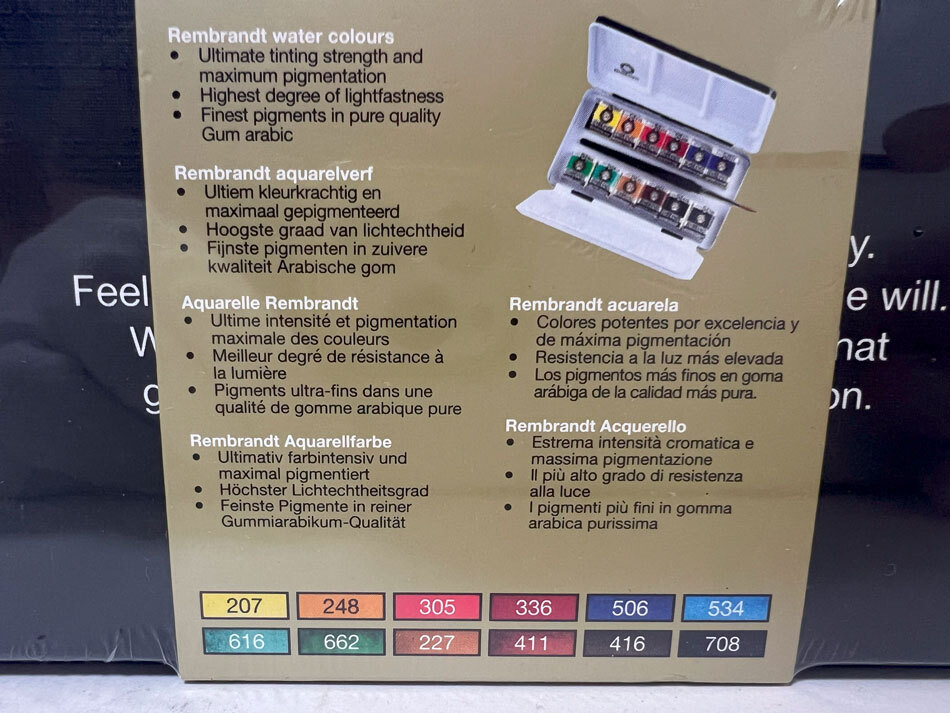 Rembrandt water colours
• Ultimate tinting strength and
maximum pigmentation
• Highest degree of lightfastness
• Finest pigments in pure quality
Gum arabic
Rembrandt aquarelverf
• Ultiem kleurkrachtig en
maximaal gepigmenteerd
• Hoogste graad van lichtechtheid
• Fijnste pigmenten in zuivere
kwaliteit Arabische gom
Aquarelle Rembrandt
• Ultime intensité et pigmentation
maximale des couleurs
• Meilleur degré de résistance à
la lumière
• Pigments ultra-fins dans une
qualité de gomme arabique pure
Rembrandt Aquarellfarbe
• Ultimativ farbintensiv und
maximal pigmentiert
• Höchster Lichtechtheitsgrad
• Feinste Pigmente in reiner
Gummiarabikum-Qualität
Rembrandt acuarela
• Colores potentes por excelencia y
de máxima pigmentación
• Resistencia a la luz más elevada
• Los pigmentos más finos en goma
arábiga de la calidad más pura.
Rembrandt Acquerello
• Estrema intensità cromatica e
massima pigmentazione
• Il più alto grado di resistenza
alla luce
• I pigmenti più fini in gomma
arabica purissima
207 248 305 336 506 534
616 662 227 411 416 708
Feel
will.